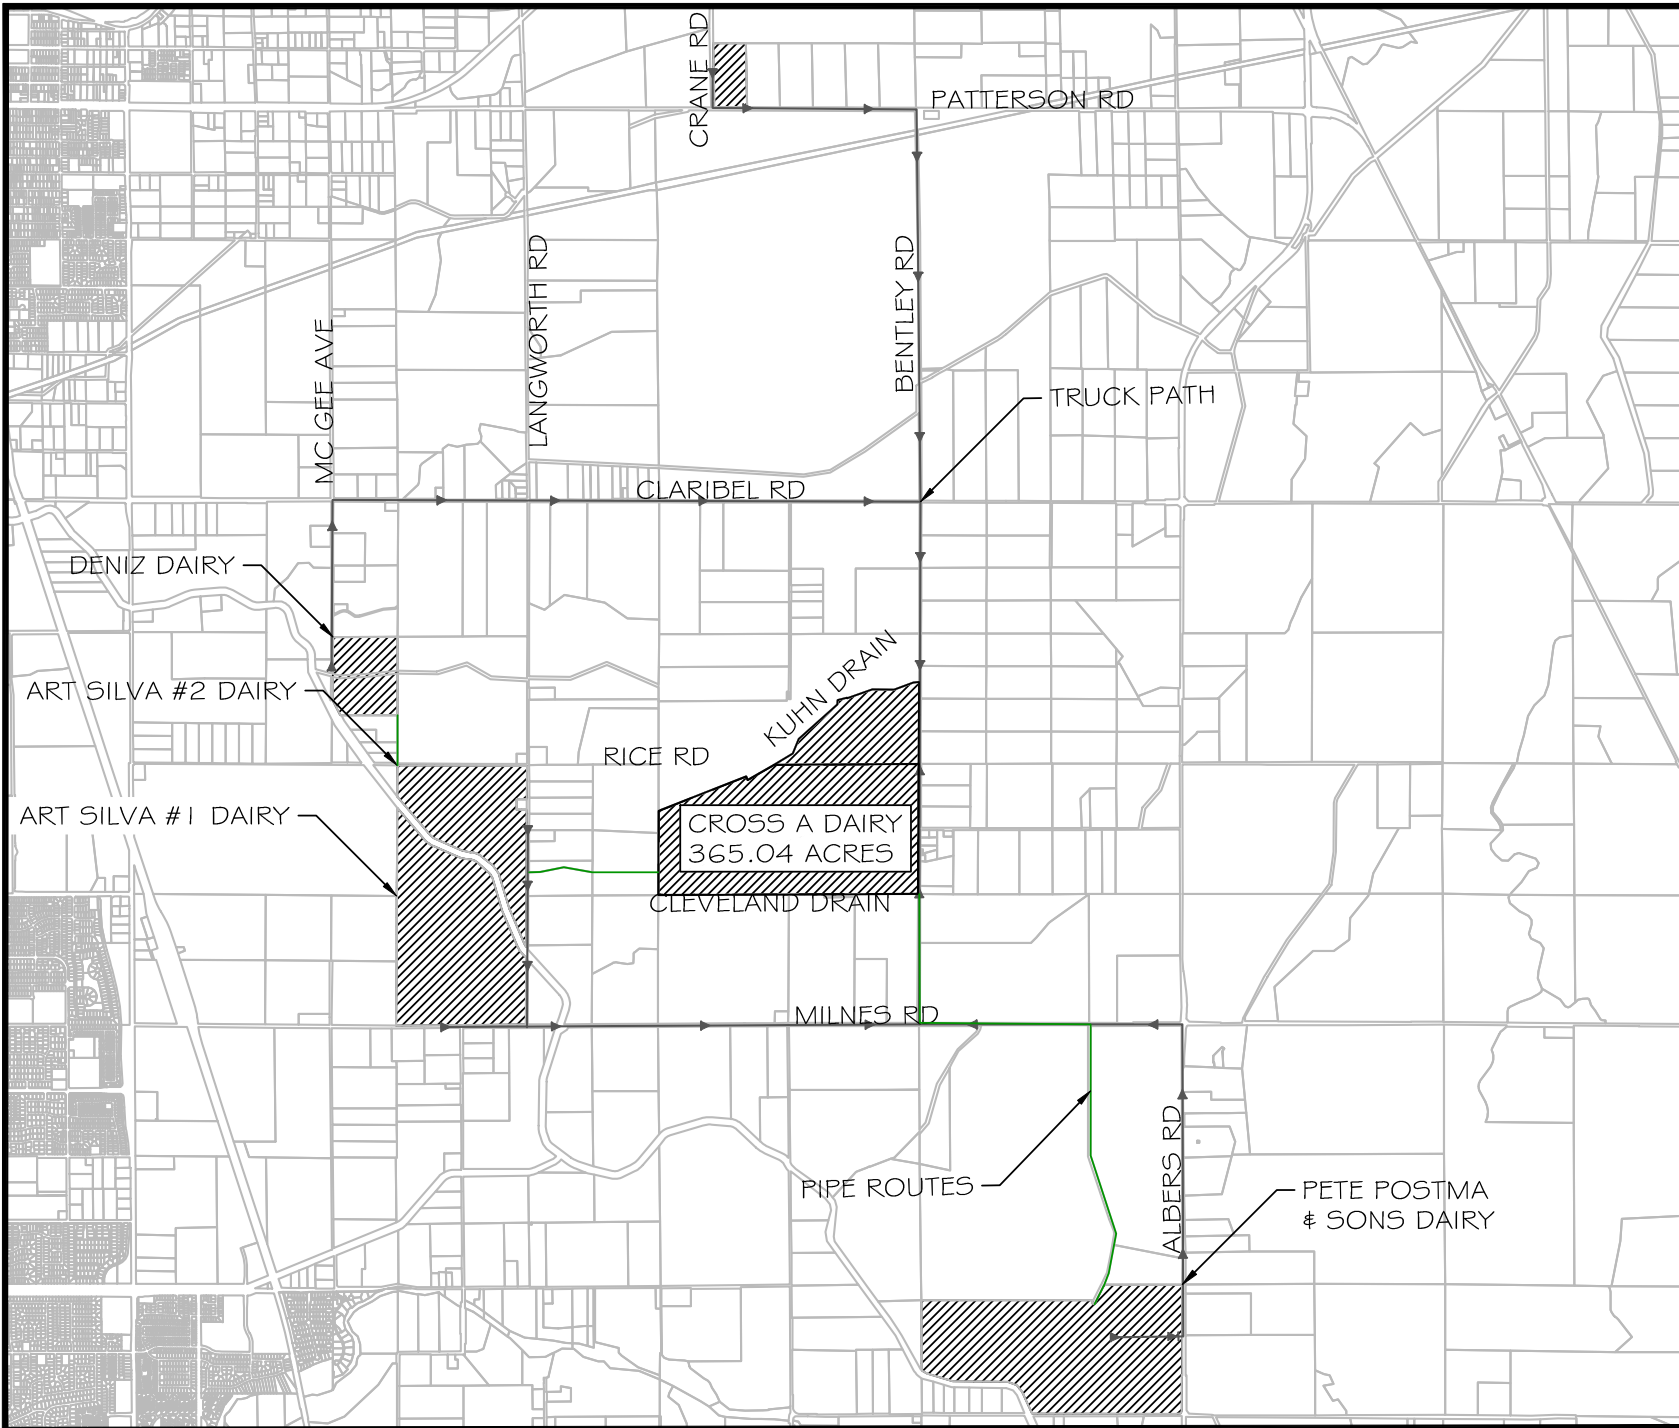 CRANE RD
PATTERSON RD
LANGWORTH RD
BENTLEY RD
MC GEE AVE
TRUCK PATH
CLARIBEL RD
DENIZ DAIRY
KUHN DRAIN
ART SILVA #2 DAIRY
RICE RD
ART SILVA #1 DAIRY
CROSS A DAIRY
365.04 ACRES
CLEVELAND DRAIN
MILNES RD
ALBERS RD
PIPE ROUTES
PETE POSTMA
& SONS DAIRY